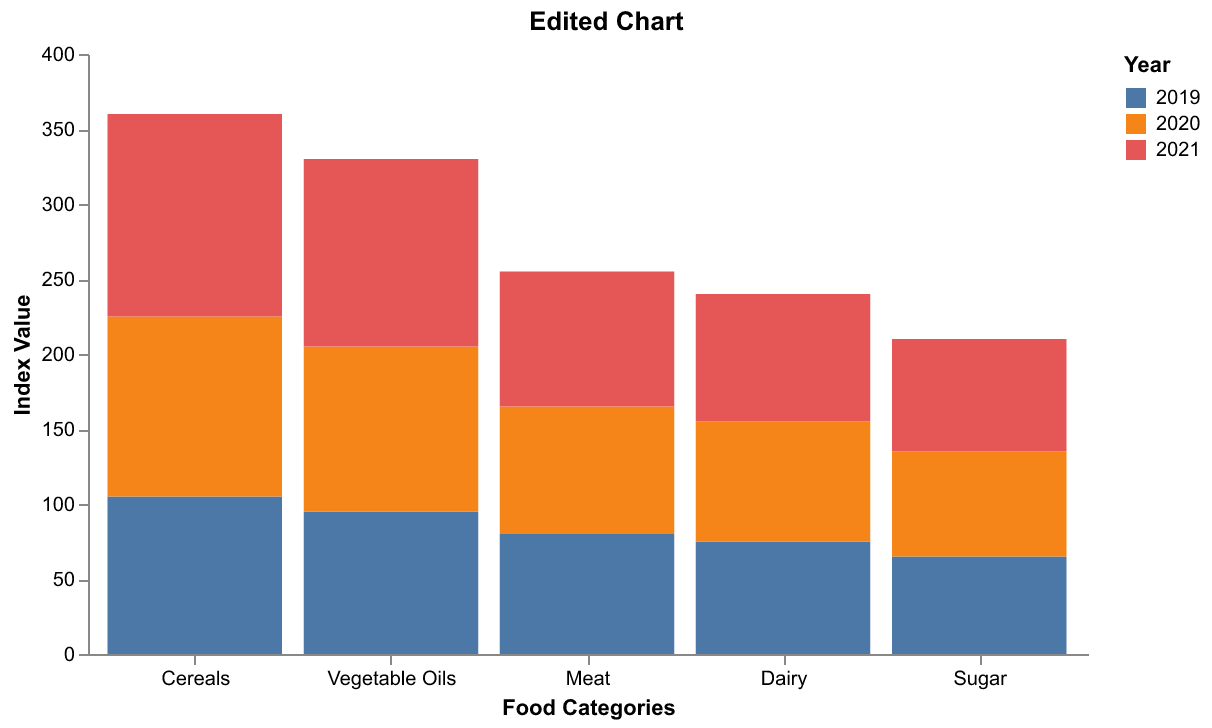 Edited Chart
Year
2019
2020
2021
400
350
300
250
200
150
100
50
0
Index Value
Cereals
Vegetable Oils
Meat
Dairy
Sugar
Food Categories